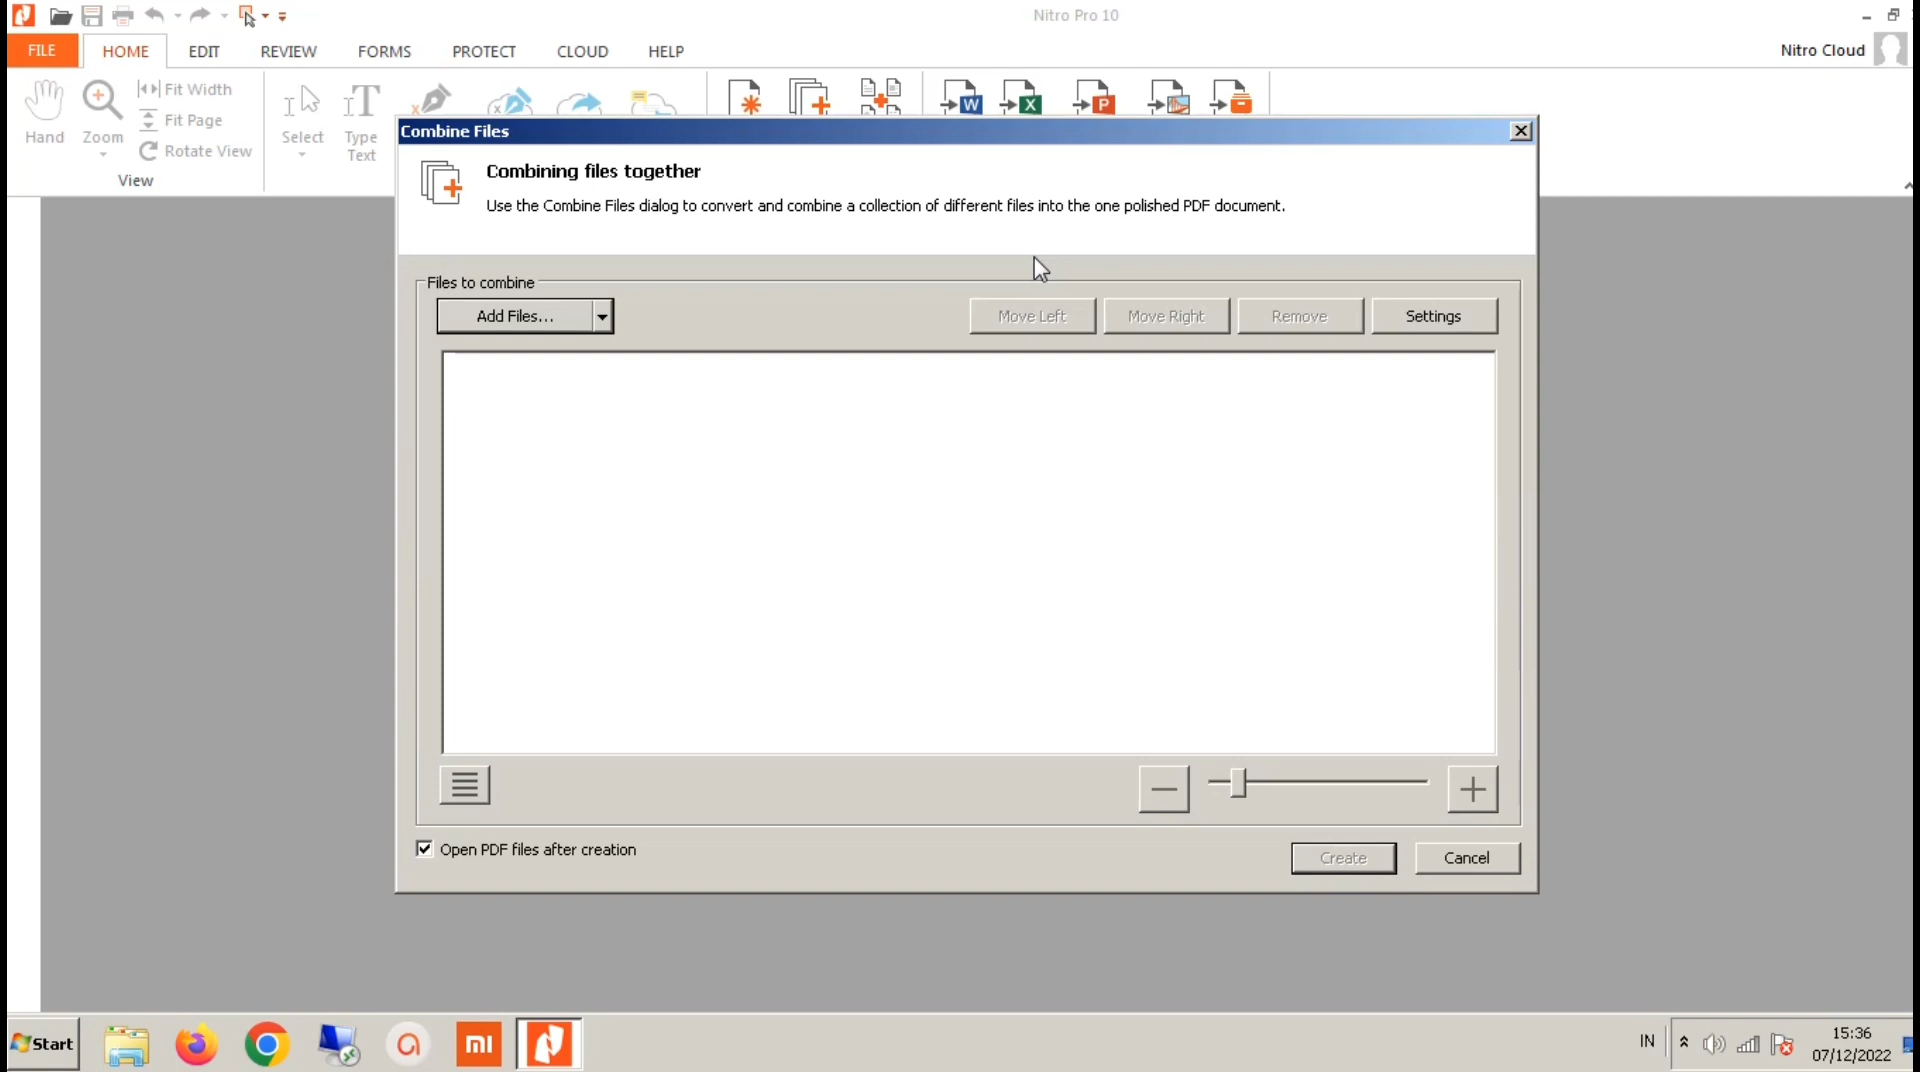 Nitro Pro 10
FILE
HOME
EDIT
REVIEW
FORMS
PROTECT
CLOUD
HELP
Nitro Cloud
Hand
Zoom
Fit Width
Fit Page
Rotate View
View
Select
Type
Text
W
X
P
Combine Files
Combining files together
Use the Combine Files dialog to convert and combine a collection of different files into the one polished PDF document.
Files to combine
Add Files...
Move Left
Move Right
Remove
Settings
Open PDF files after creation
Create
Cancel
Start
mi
IN
15:36
07/12/2022